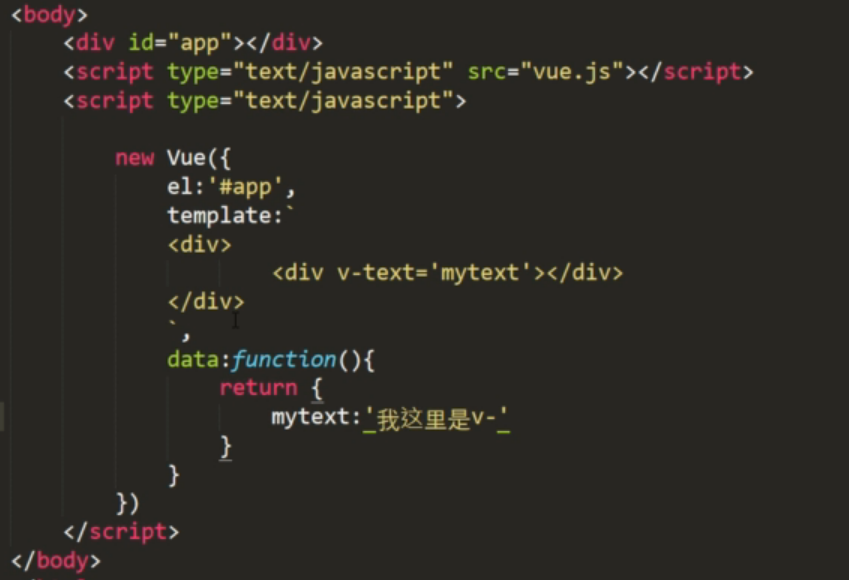 <body>
    <div id="app"></div>
    <script type="text/javascript" src="vue.js"></script>
    <script type="text/javascript">
        new Vue({
            el:'#app',
            template:`
            <div>
                    <div v-text='mytext'></div>
            </div>
            `,
            data:function(){
                return {
                    mytext:'我这里是v-'
                }
            }
        })
    </script>
</body>